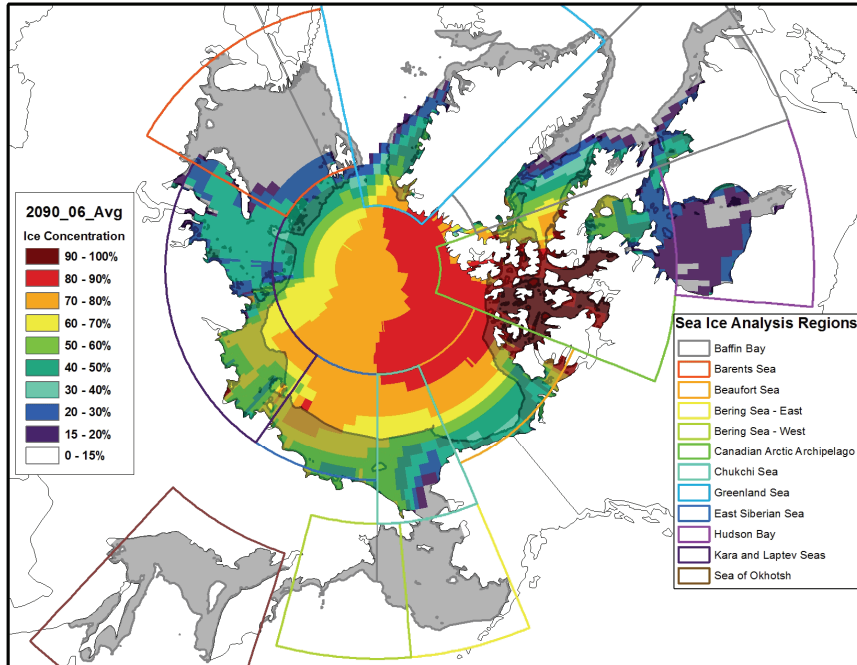 2090_06_Avg
Ice Concentration
90 - 100%
80 - 90%
70 - 80%
60 - 70%
50 - 60%
40 - 50%
30 - 40%
20 - 30%
15 - 20%
0 - 15%
Sea Ice Analysis Regions
Baffin Bay
Barents Sea
Beaufort Sea
Bering Sea - East
Bering Sea - West
Canadian Arctic Archipelago
Chukchi Sea
Greenland Sea
East Siberian Sea
Hudson Bay
Kara and Laptev Seas
Sea of Okhotsh